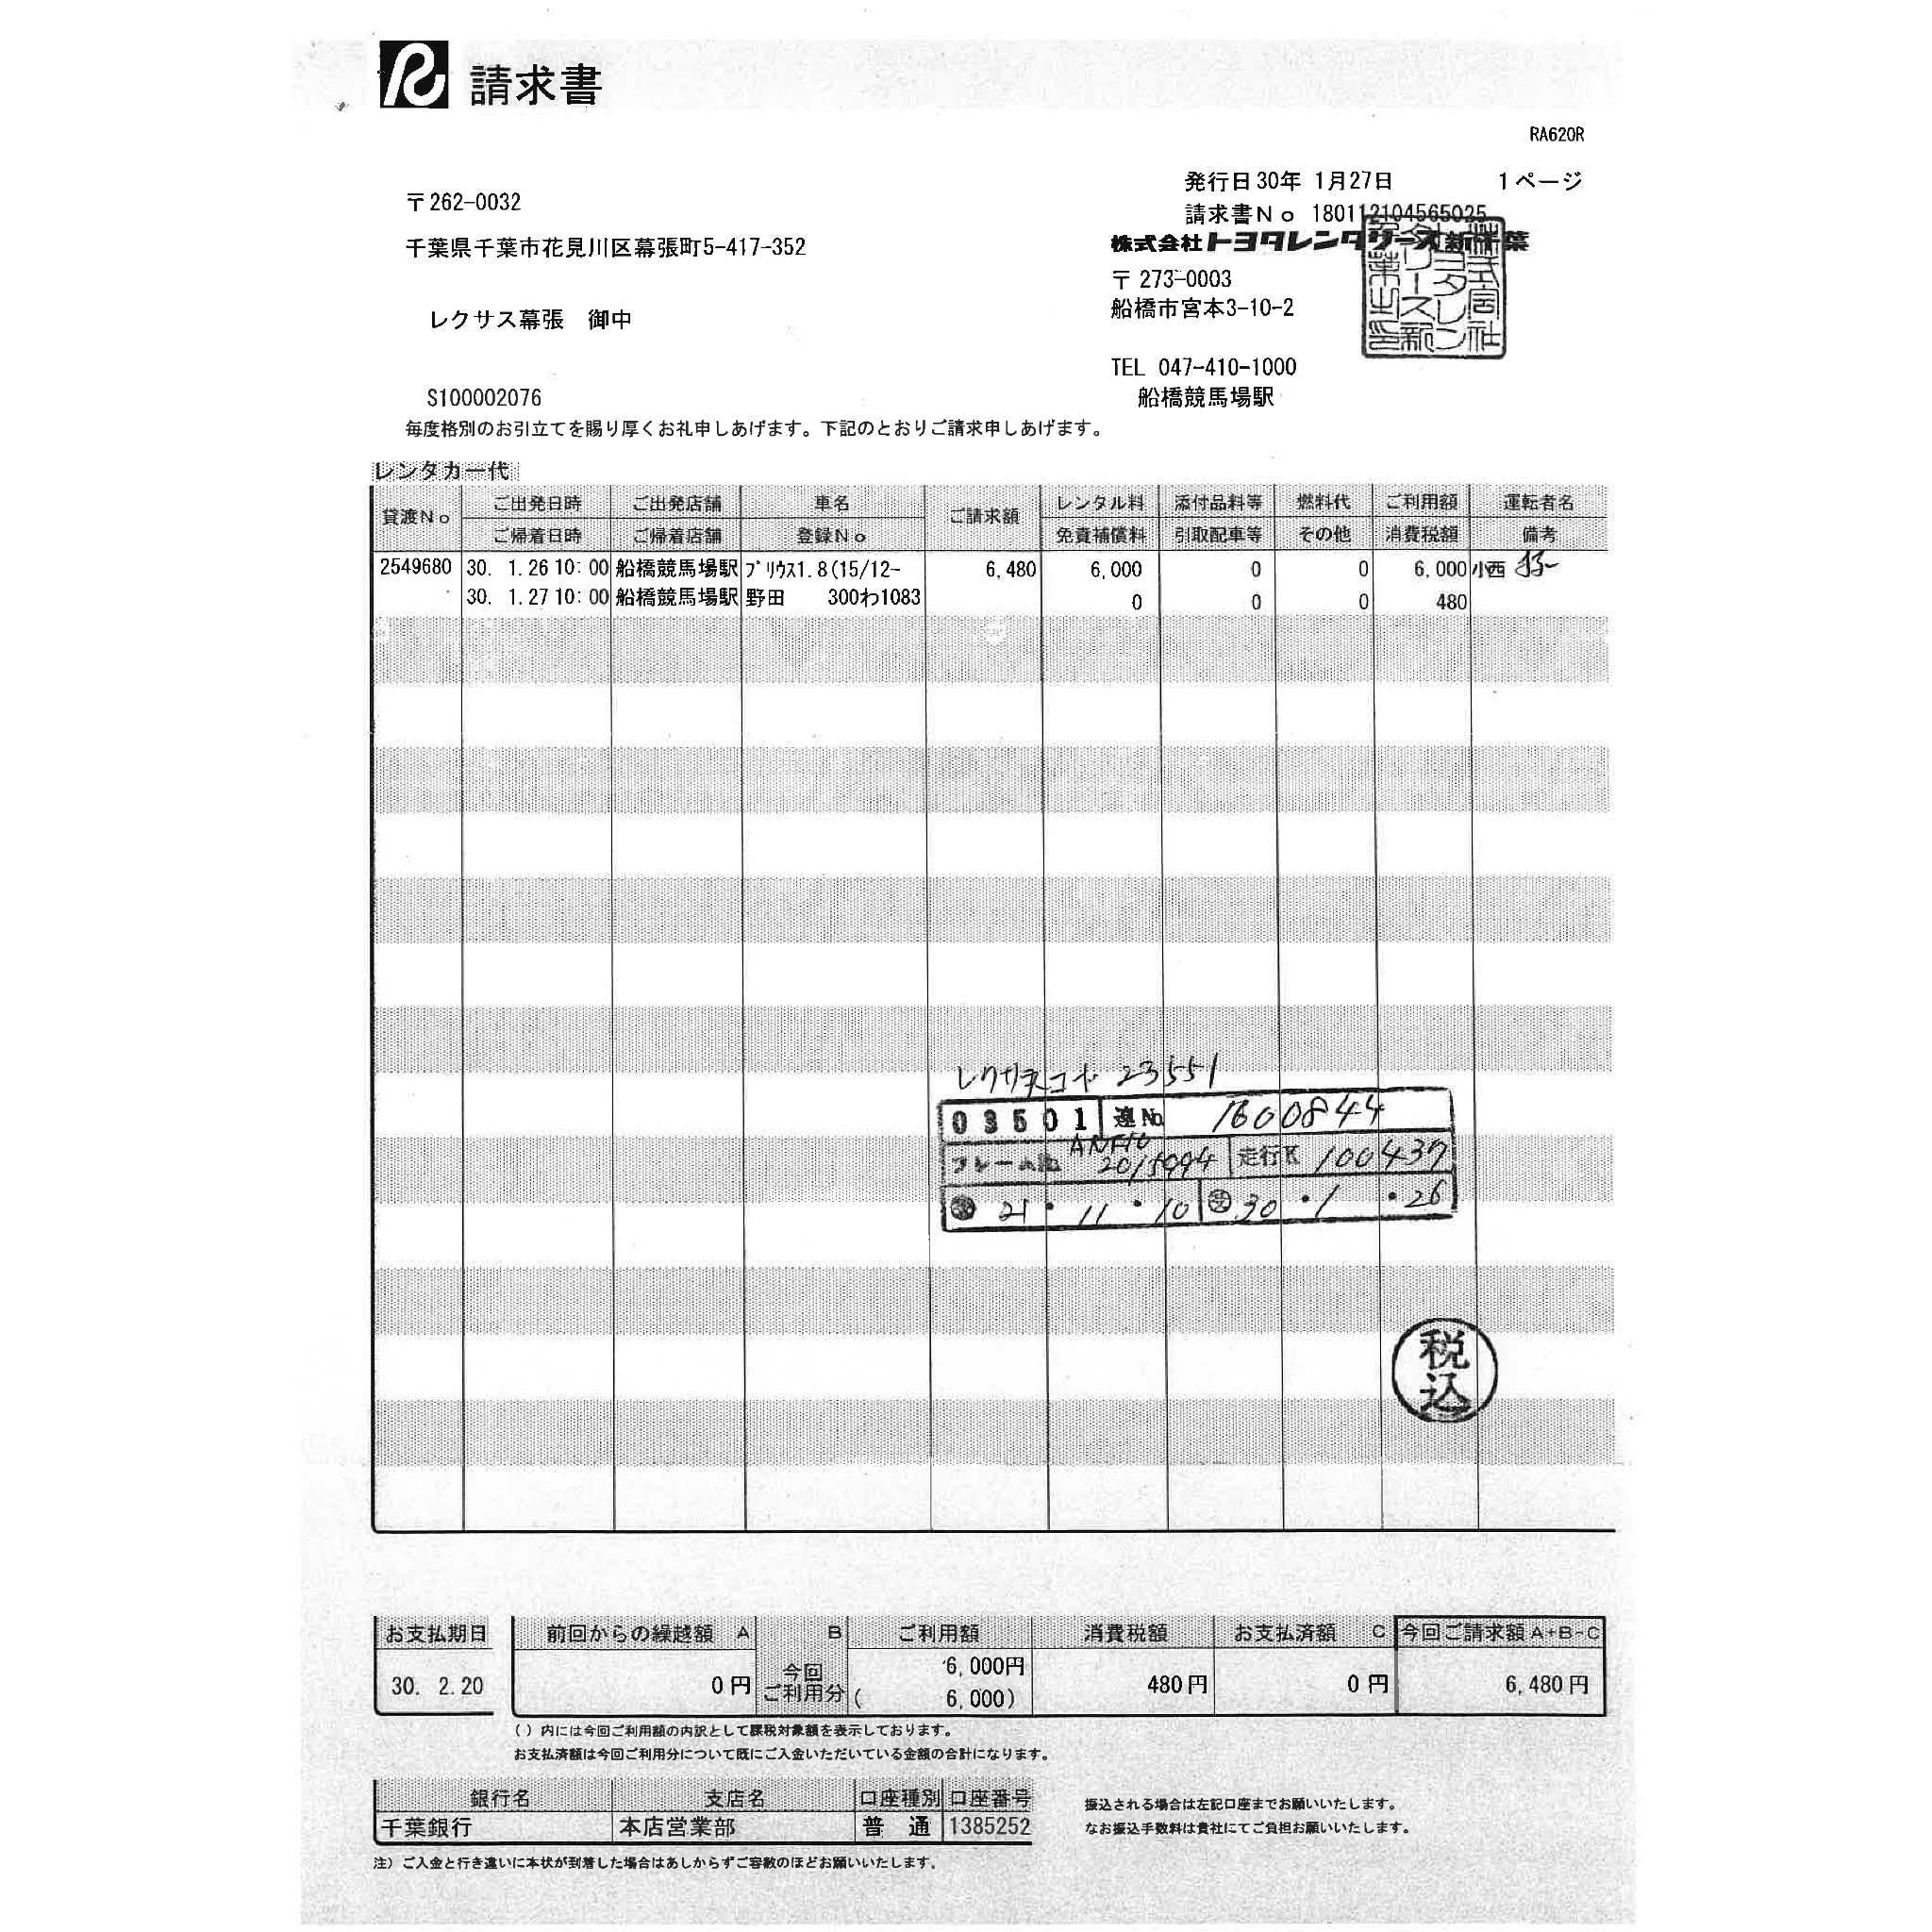 請求書
RA620R
発行日30年 1月27日 1ページ
請求書No 180112104565025
〒262-0032
千葉県千葉市花見川区幕張町5-417-352
株式会社トヨタレンタリース新千葉
〒 273-0003
船橋市宮本3-10-2
レクサス幕張 御中
TEL 047-410-1000
船橋競馬場駅
S100002076
毎度格別のお引立てを賜り厚くお礼申しあげます。下記のとおりご請求申しあげます。
レンタカー代
貸渡No ご出発日時 ご出発店舗 車名 ご請求額 レンタル料 添付品料等 燃料代 ご利用額 運転者名
ご帰着日時 ご帰着店舗 登録No 免責補償料 引取配車等 その他 消費税額 備考
2549680 30. 1.26 10:00 船橋競馬場駅 プリウス1.8(15/12- 6,480 6,000 0 0 6,000 小西
30. 1.27 10:00 船橋競馬場駅 野田 300わ1083 0 0 0 480
レクサスコード 23551
03501 連No. 1600844
フレーム ANF10 2015994 走行K 100437
21・11・10 30・1・26
税込
お支払期日 前回からの繰越額 A B ご利用額 消費税額 お支払済額 C 今回ご請求額 A+B-C
30. 2.20 0円 今回ご利用分 6,000円 480円 0円 6,480円
( 6,000)
( ) 内には今回ご利用額の内訳として課税対象額を表示しております。
お支払済額は今回ご利用分について既にご入金いただいている金額の合計になります。
銀行名 支店名 口座種別 口座番号
千葉銀行 本店営業部 普 通 1385252
振込される場合は左記口座までお願いいたします。
なお振込手数料は貴社にてご負担お願いいたします。
注) ご入金と行き違いに本状が到着した場合はあしからずご容赦のほどお願いいたします。